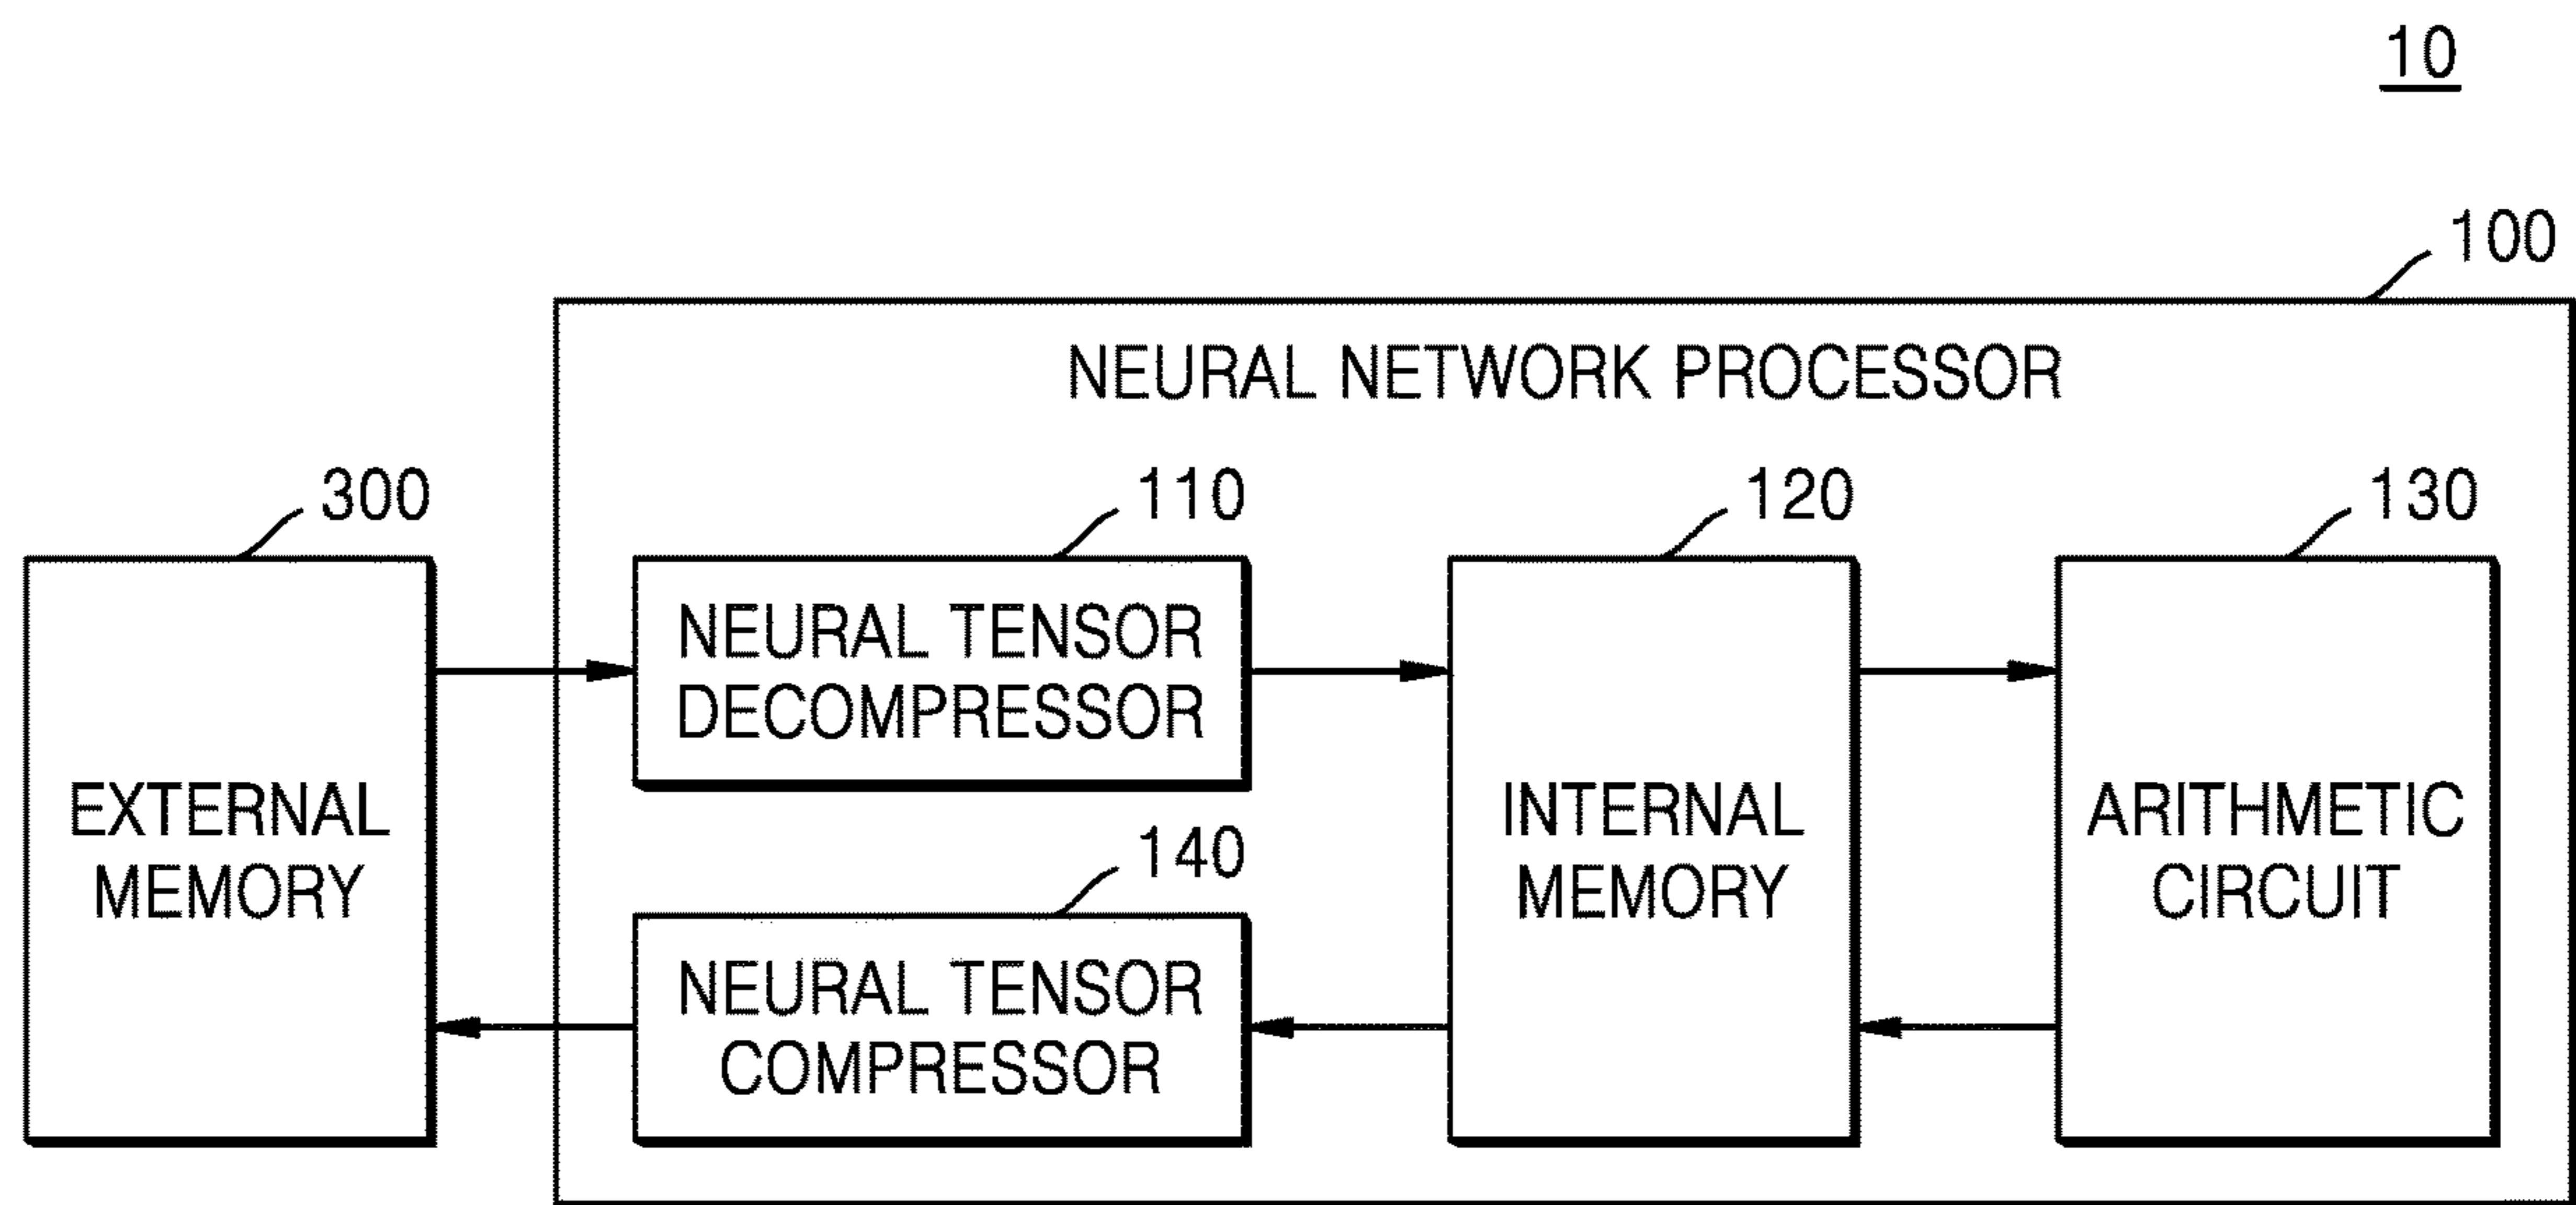 10
100
NEURAL NETWORK PROCESSOR
300
110
120
130
NEURAL TENSOR
DECOMPRESSOR
EXTERNAL
MEMORY
INTERNAL
MEMORY
ARITHMETIC
CIRCUIT
140
NEURAL TENSOR
COMPRESSOR